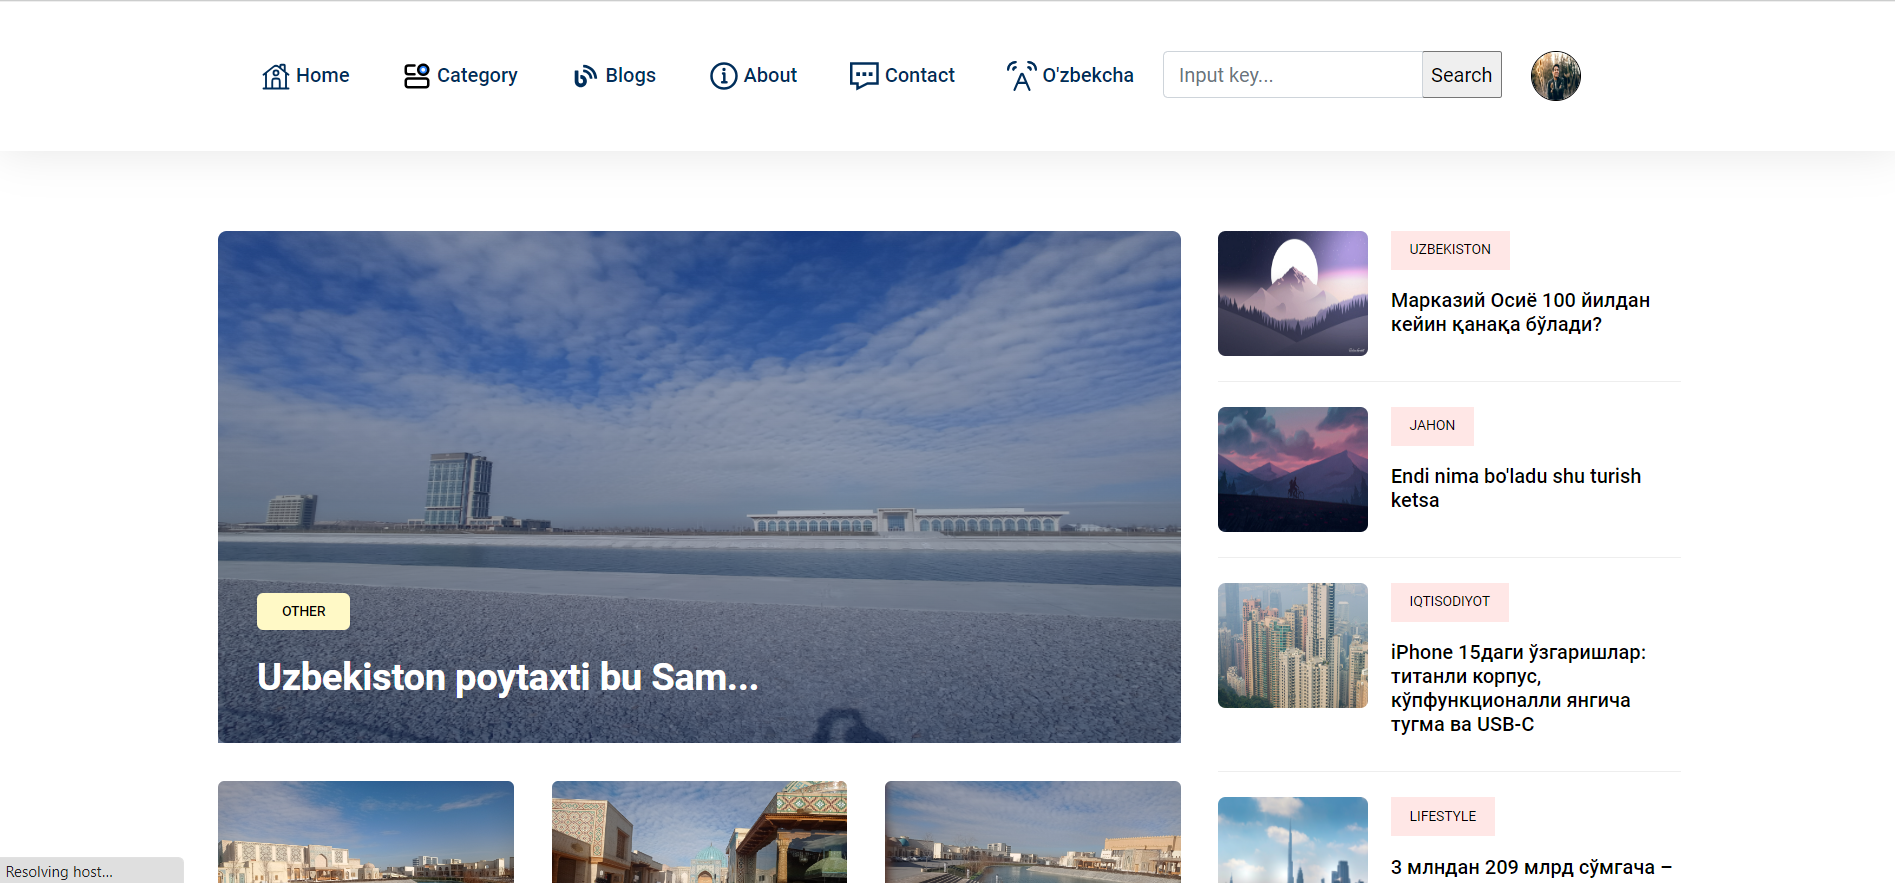 Home
Category
Blogs
About
Contact
O'zbekcha
Input key...
Search
OTHER
Uzbekiston poytaxti bu Sam...
UZBEKISTON
Марказий Осиё 100 йилдан
кейин қанақа бўлади?
JAHON
Endi nima bo'ladu shu turish
ketsa
IQTISODIYOT
iPhone 15даги ўзгаришлар:
титанли корпус,
кўпфункционалли янгича
тугма ва USB-C
LIFESTYLE
3 млндан 209 млрд сўмгача –
Resolving host...